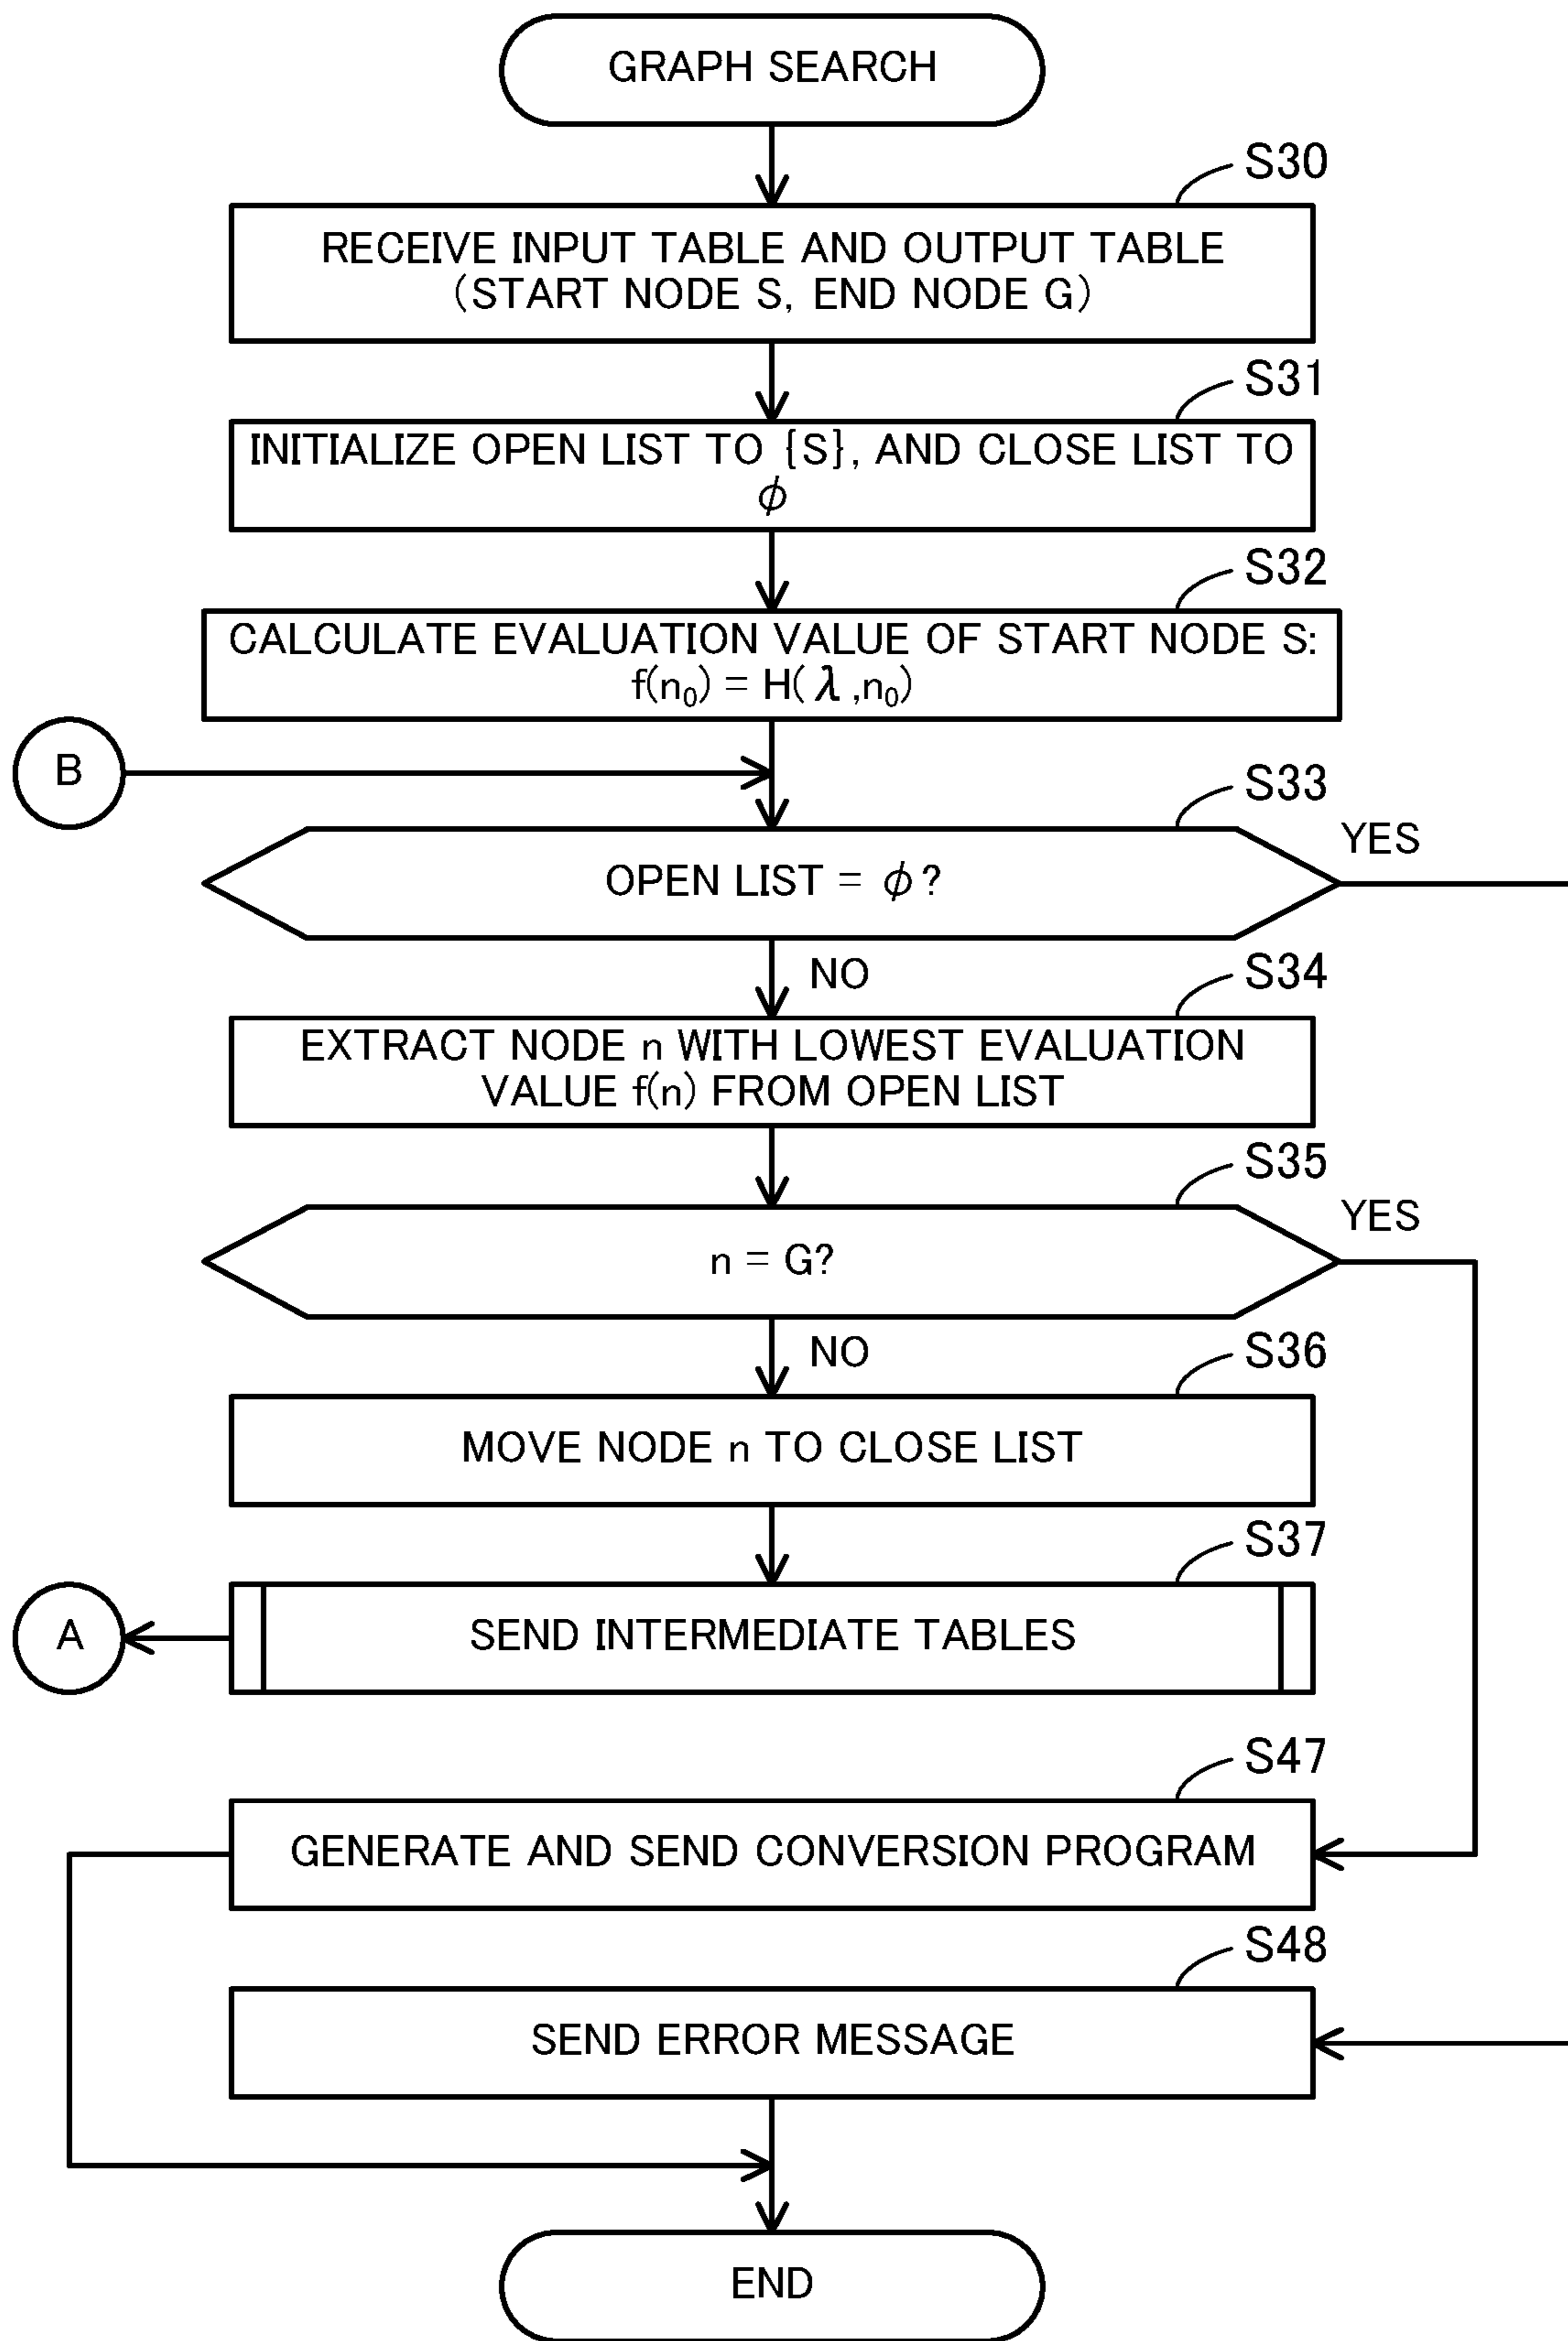 GRAPH SEARCH
S30
RECEIVE INPUT TABLE AND OUTPUT TABLE
(START NODE S, END NODE G)
S31
INITIALIZE OPEN LIST TO {S}, AND CLOSE LIST TO
φ
S32
CALCULATE EVALUATION VALUE OF START NODE S:
f(n₀) = H(λ,n₀)
B
S33
YES
OPEN LIST = φ?
NO
S34
EXTRACT NODE n WITH LOWEST EVALUATION
VALUE f(n) FROM OPEN LIST
S35
YES
n = G?
NO
S36
MOVE NODE n TO CLOSE LIST
S37
A
SEND INTERMEDIATE TABLES
S47
GENERATE AND SEND CONVERSION PROGRAM
S48
SEND ERROR MESSAGE
END